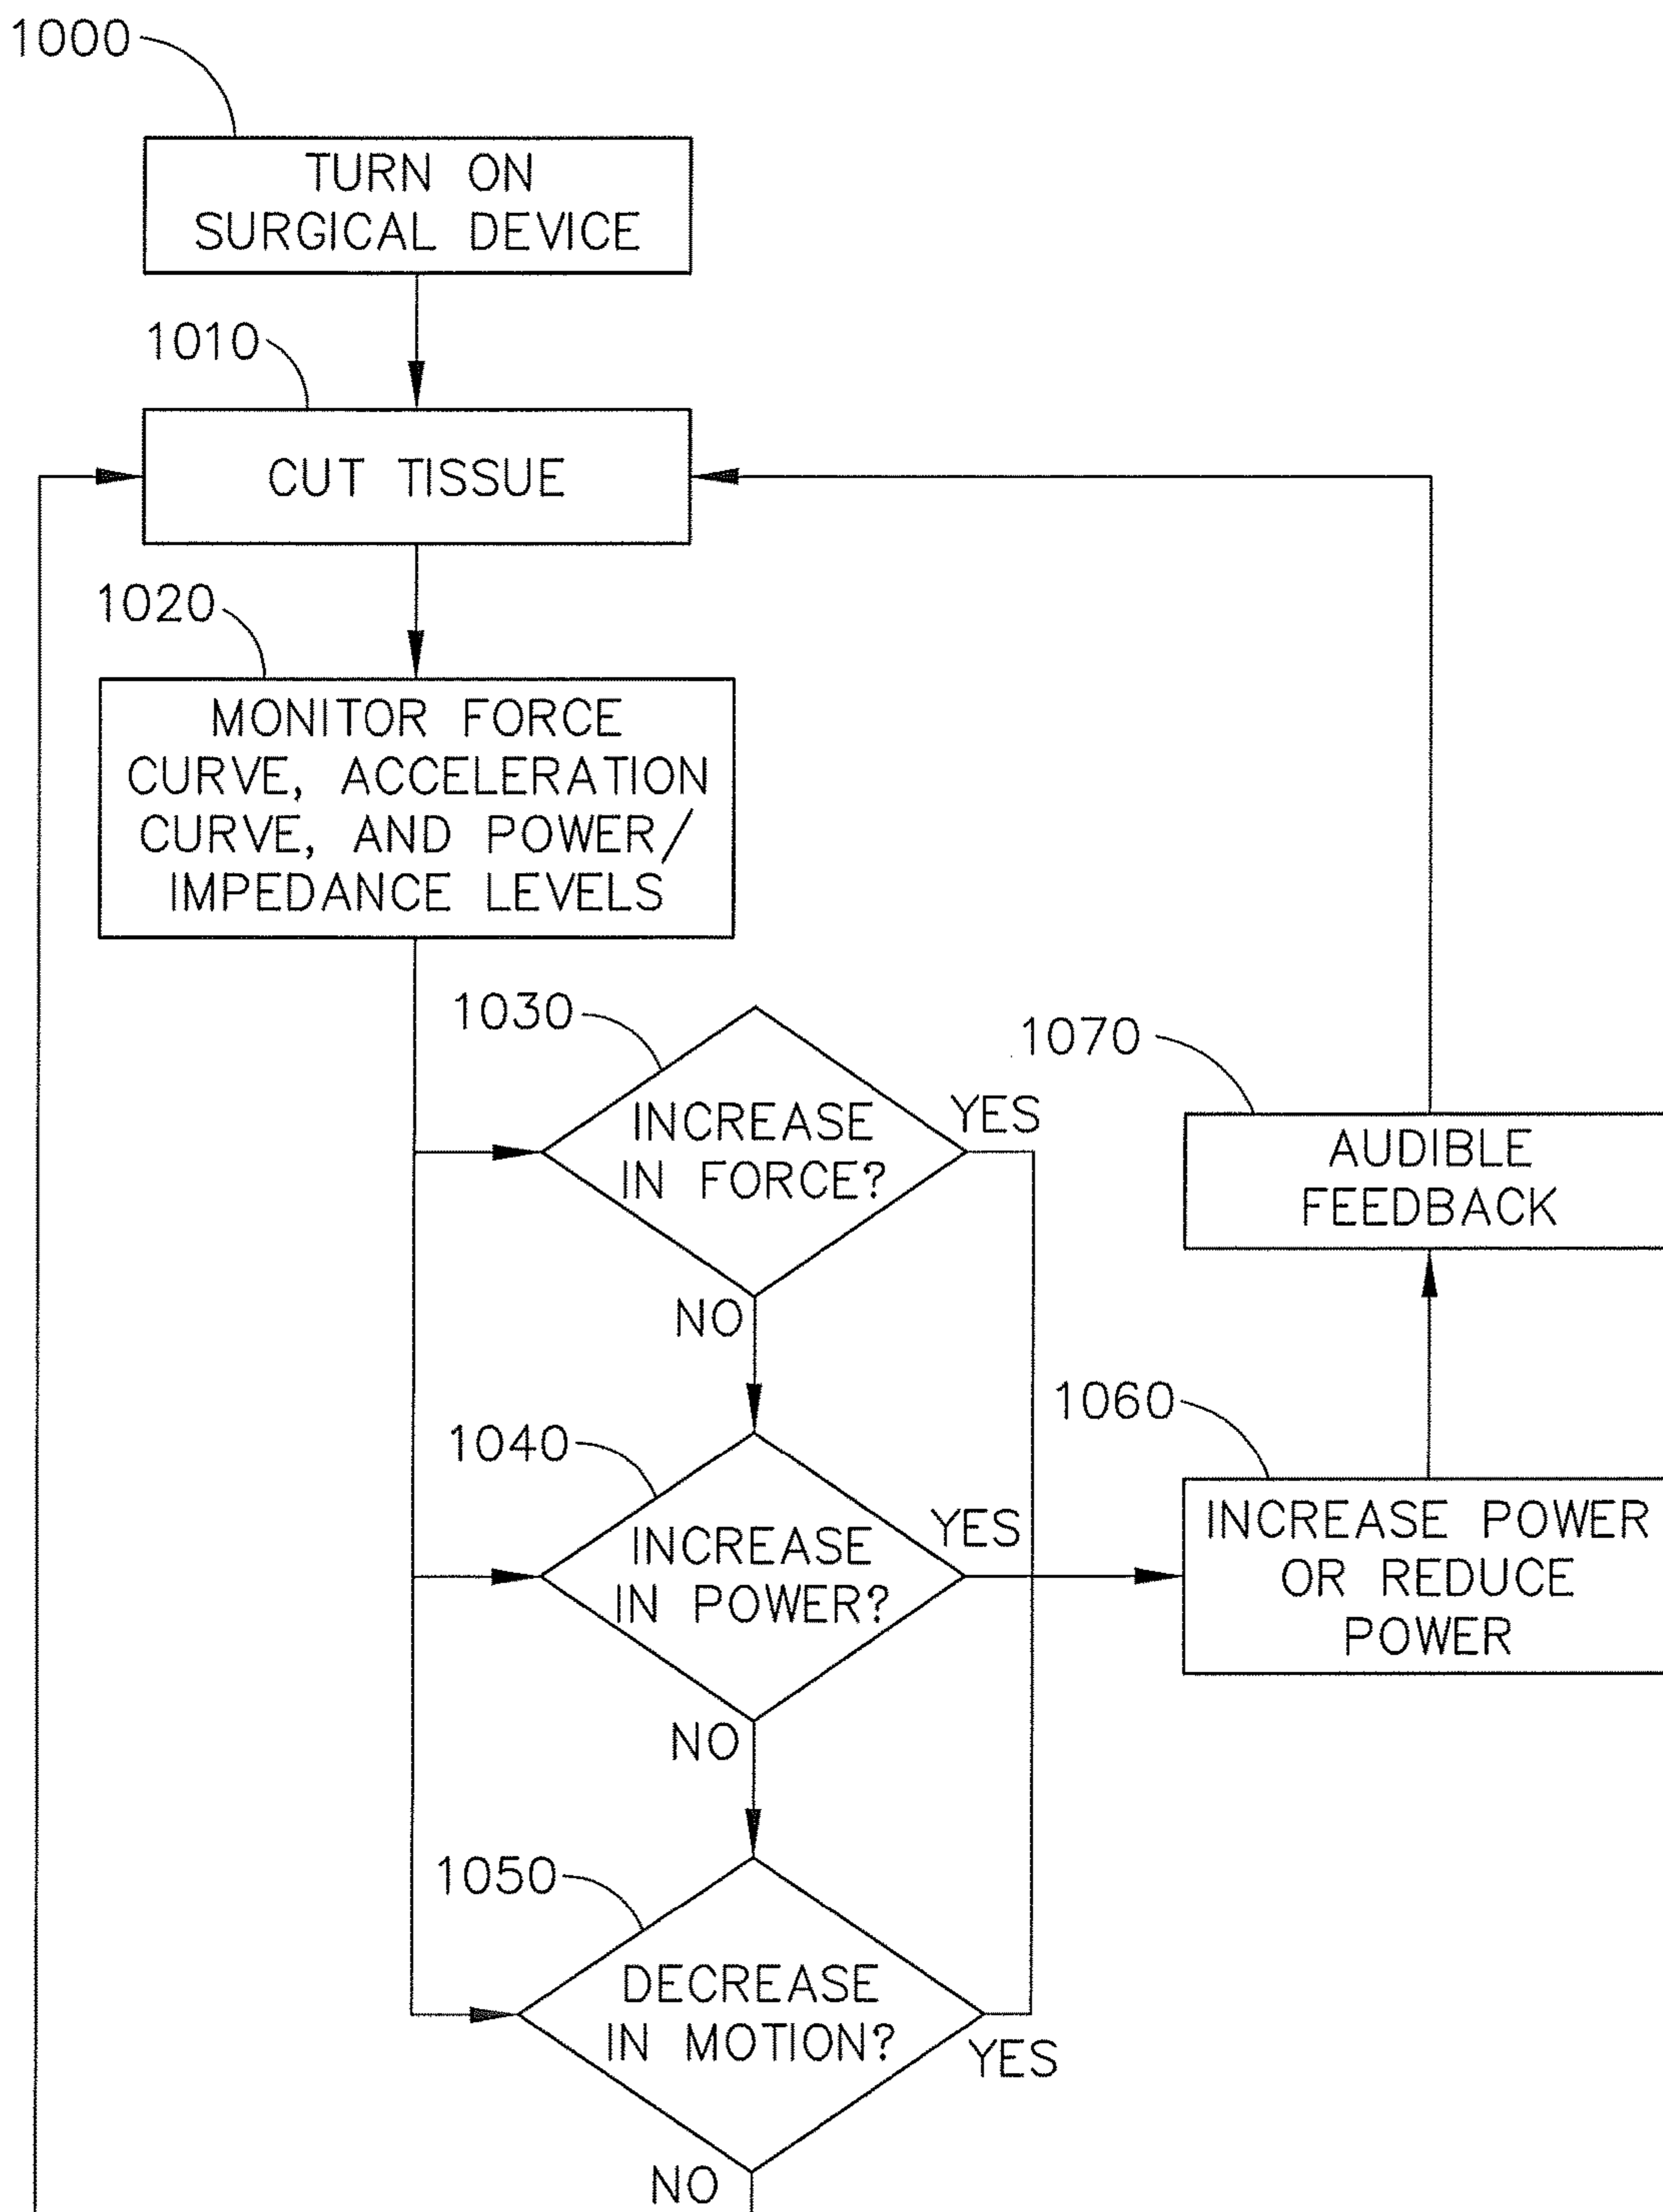 1000
TURN ON
SURGICAL DEVICE
1010
CUT TISSUE
1020
MONITOR FORCE
CURVE, ACCELERATION
CURVE, AND POWER/
IMPEDANCE LEVELS
1030
INCREASE
IN FORCE?
YES
NO
1070
AUDIBLE
FEEDBACK
1040
INCREASE
IN POWER?
YES
NO
1060
INCREASE POWER
OR REDUCE
POWER
1050
DECREASE
IN MOTION?
YES
NO